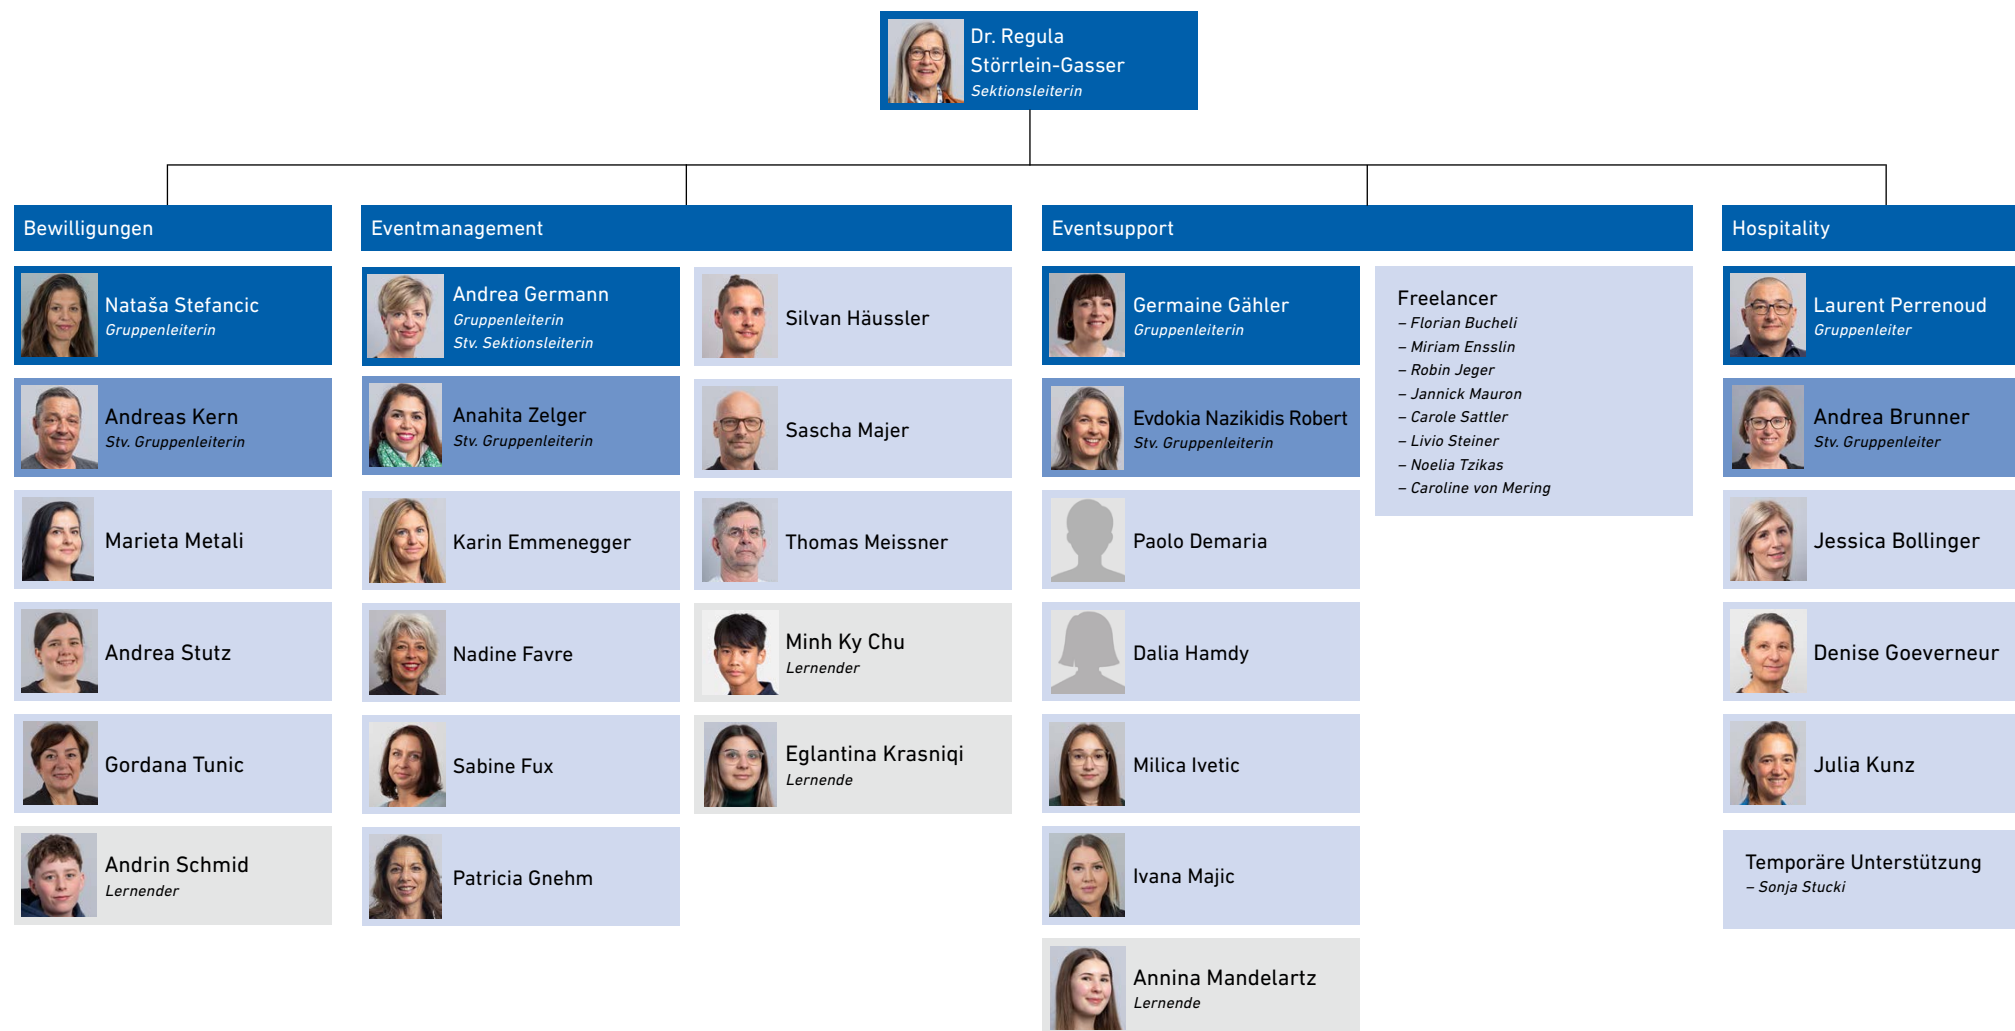 Dr. Regula
Störrlein-Gasser
Sektionsleiterin
Bewilligungen
Nataša Stefancic
Gruppenleiterin
Andreas Kern
Stv. Gruppenleiterin
Marieta Metali
Andrea Stutz
Gordana Tunic
Andrin Schmid
Lernender
Eventmanagement
Andrea Germann
Gruppenleiterin
Stv. Sektionsleiterin
Anahita Zelger
Stv. Gruppenleiterin
Karin Emmenegger
Nadine Favre
Sabine Fux
Patricia Gnehm
Silvan Häussler
Sascha Majer
Thomas Meissner
Minh Ky Chu
Lernender
Eglantina Krasniqi
Lernende
Eventsupport
Germaine Gähler
Gruppenleiterin
Evdokia Nazikidis Robert
Stv. Gruppenleiterin
Paolo Demaria
Dalia Hamdy
Milica Ivetic
Ivana Majic
Annina Mandelartz
Lernende
Freelancer
– Florian Bucheli
– Miriam Ensslin
– Robin Jeger
– Jannick Mauron
– Carole Sattler
– Livio Steiner
– Noelia Tzikas
– Caroline von Mering
Hospitality
Laurent Perrenoud
Gruppenleiter
Andrea Brunner
Stv. Gruppenleiter
Jessica Bollinger
Denise Goeverneur
Julia Kunz
Temporäre Unterstützung
– Sonja Stucki